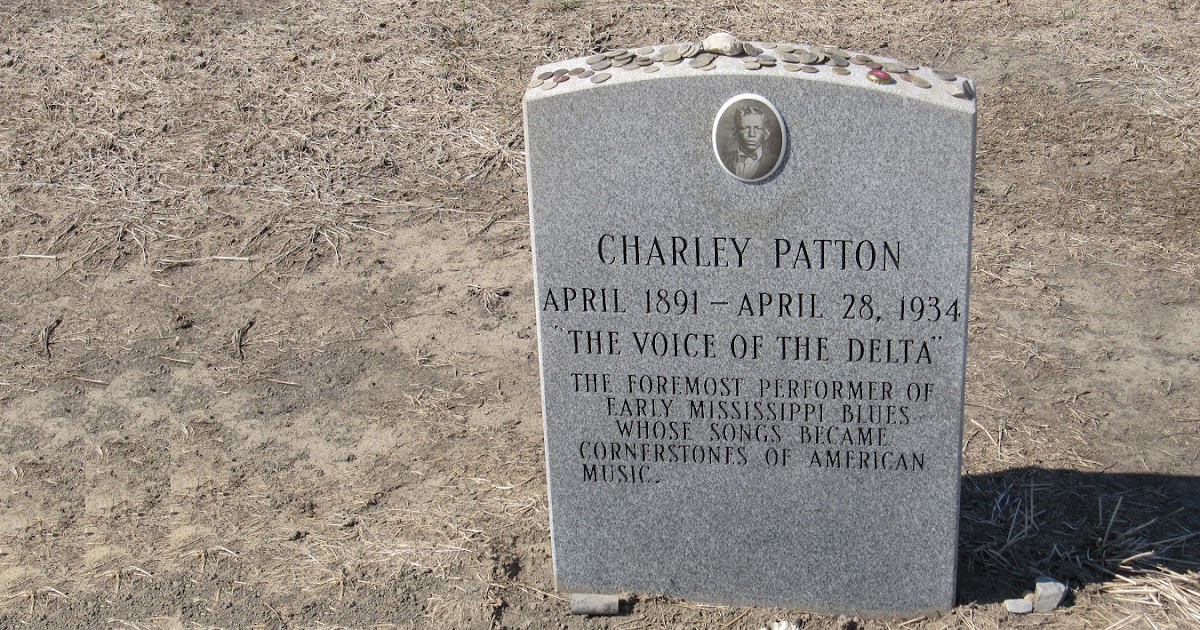 CHARLEY PATTON
APRIL 1891 – APRIL 28, 1934
"THE VOICE OF THE DELTA"
THE FOREMOST PERFORMER OF
EARLY MISSISSIPPI BLUES
WHOSE SONGS BECAME
CORNERSTONES OF AMERICAN
MUSIC.